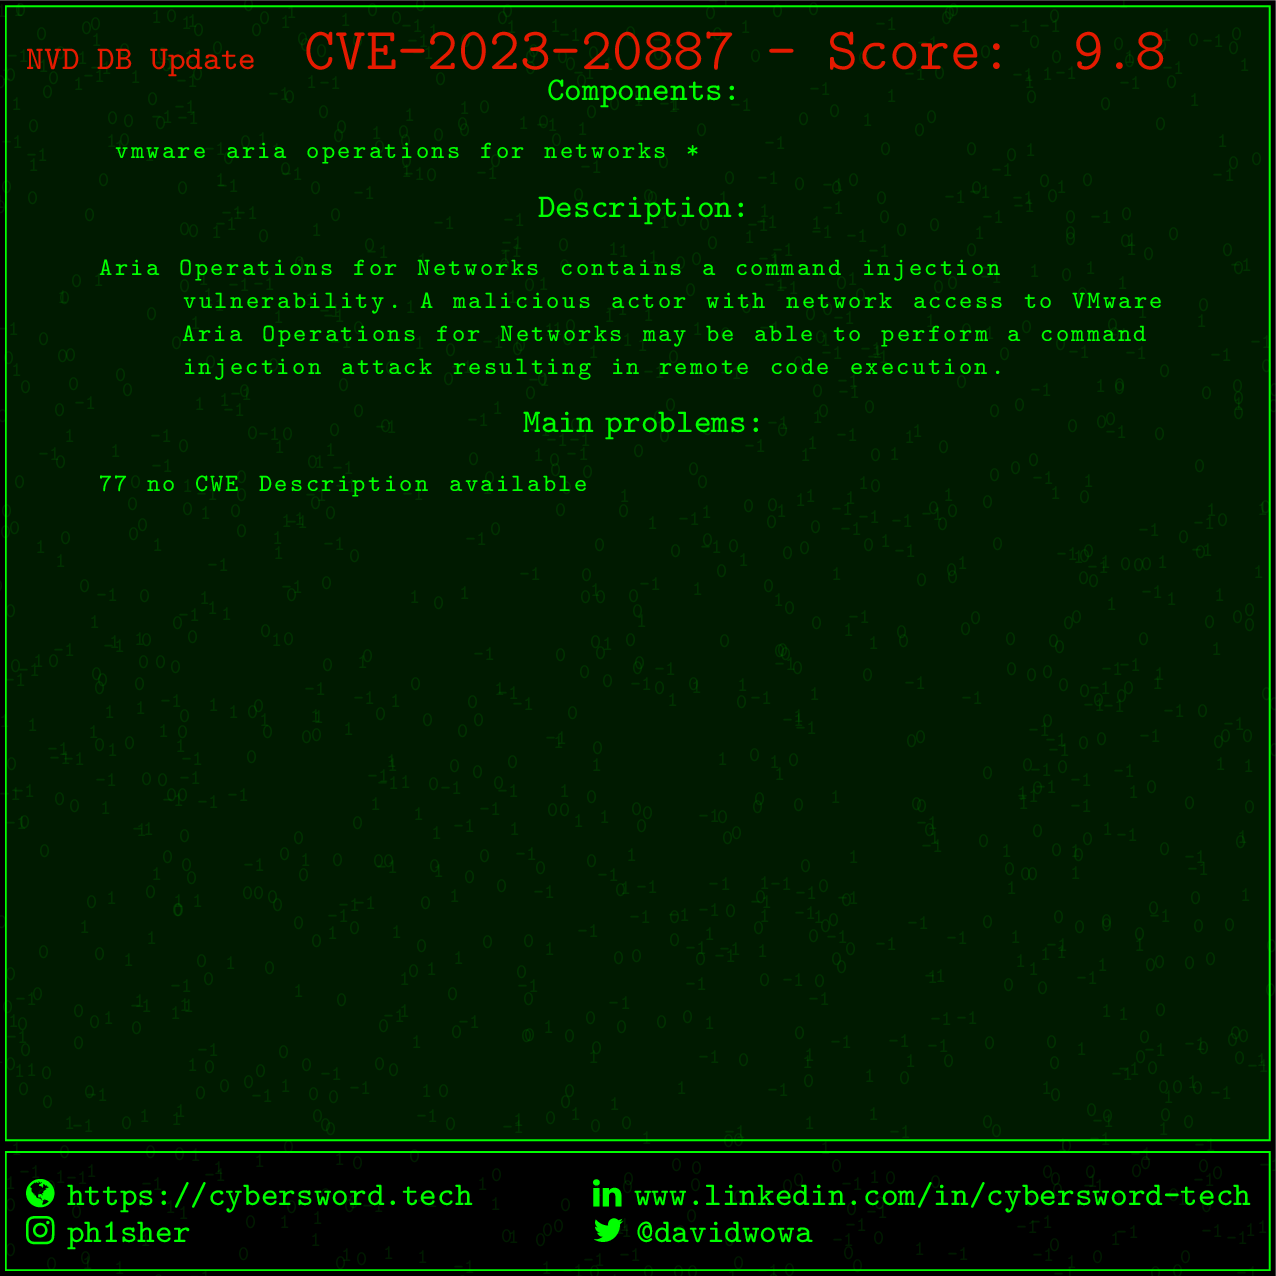 NVD DB Update CVE-2023-20887 - Score: 9.8
Components:
vmware aria operations for networks *
Description:
Aria Operations for Networks contains a command injection
vulnerability. A malicious actor with network access to VMware
Aria Operations for Networks may be able to perform a command
injection attack resulting in remote code execution.
Main problems:
77 no CWE Description available
https://cybersword.tech www.linkedin.com/in/cybersword-tech
ph1sher @davidwowa